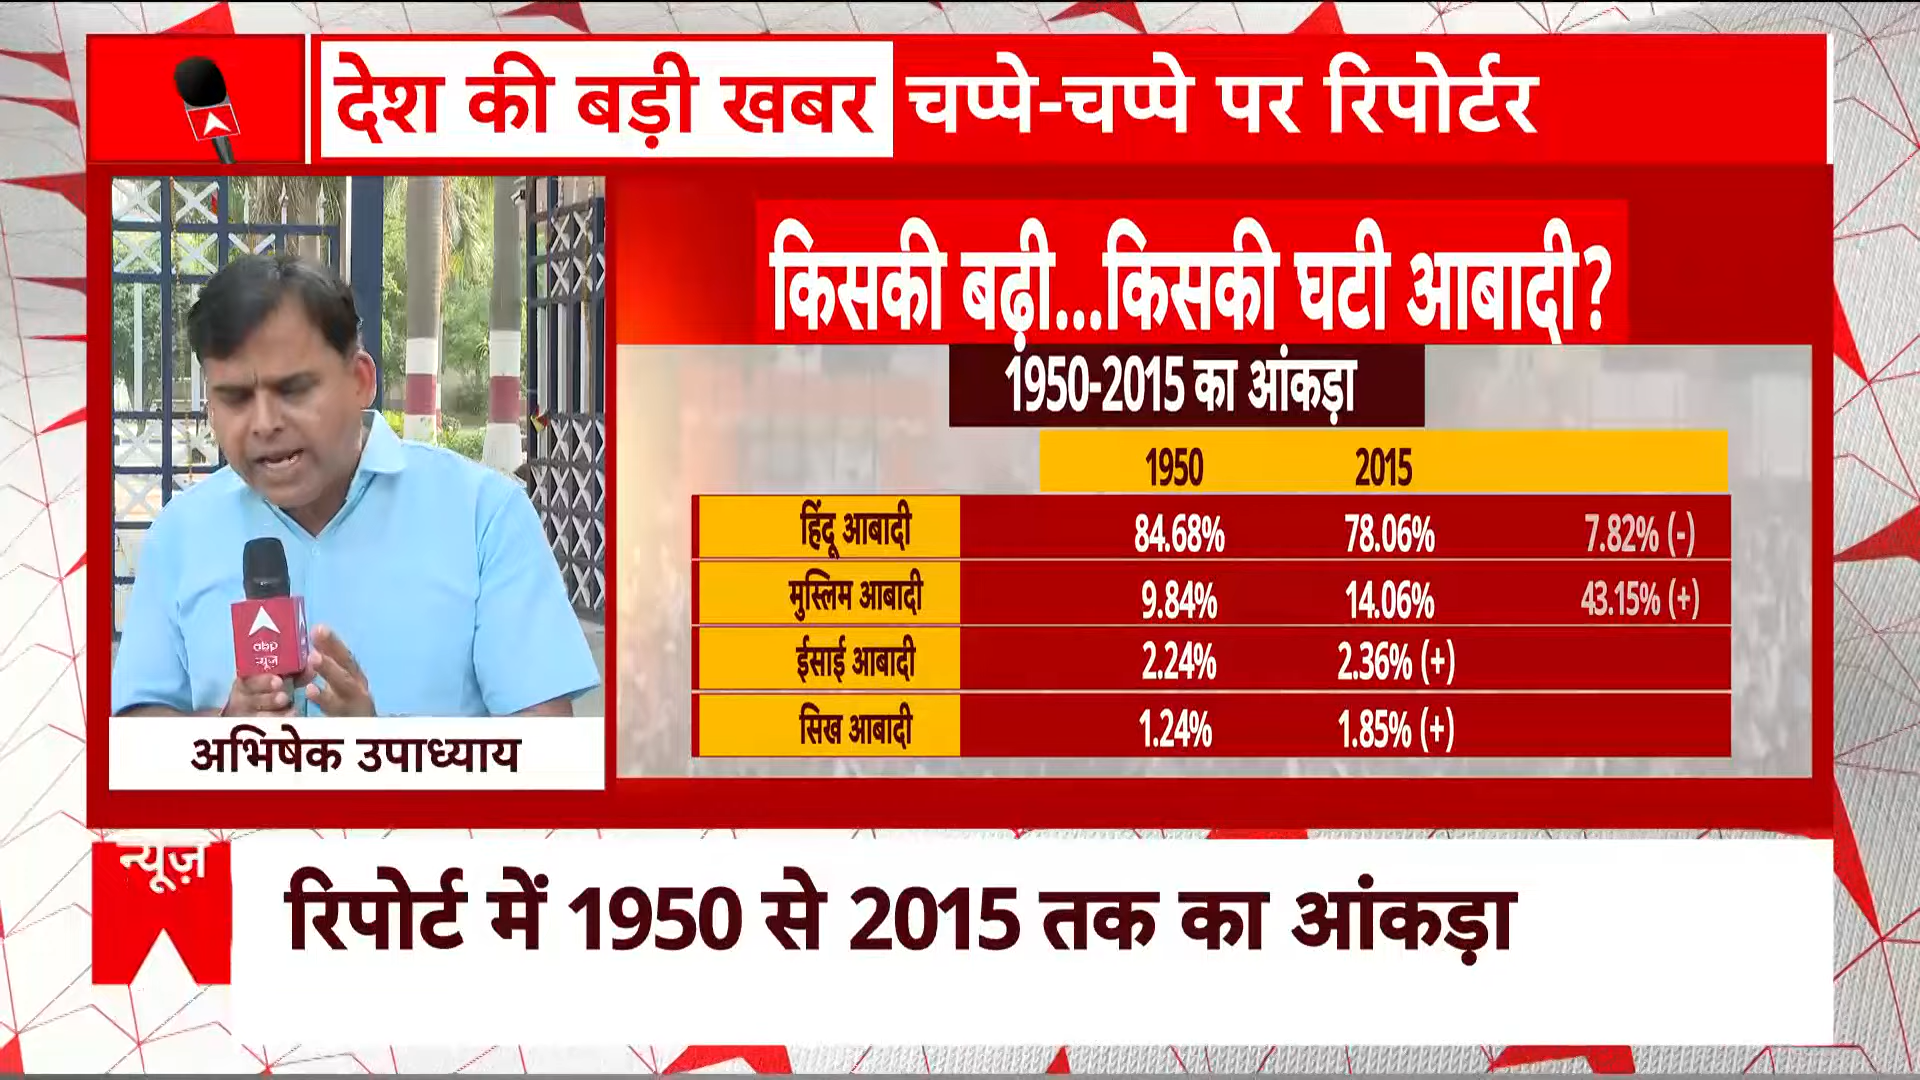 देश की बड़ी खबर चप्पे-चप्पे पर रिपोर्टर
किसकी बढ़ी...किसकी घटी आबादी?
1950-2015 का आंकड़ा
1950 2015
हिंदू आबादी 84.68% 78.06% 7.82% (-)
मुस्लिम आबादी 9.84% 14.06% 43.15% (+)
ईसाई आबादी 2.24% 2.36% (+)
सिख आबादी 1.24% 1.85% (+)
abp
न्यूज़
अभिषेक उपाध्याय
न्यूज़
रिपोर्ट में 1950 से 2015 तक का आंकड़ा